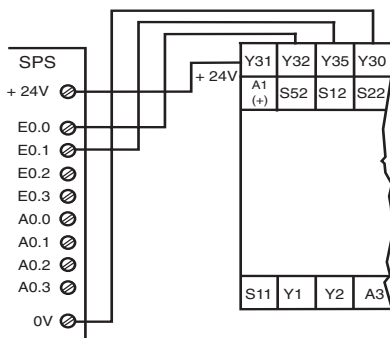 SPS
+ 24V
E0.0
E0.1
E0.2
E0.3
A0.0
A0.1
A0.2
A0.3
0V
+ 24V
Y31 Y32 Y35 Y30
A1 (+) S52 S12 S22
S11 Y1 Y2 A3